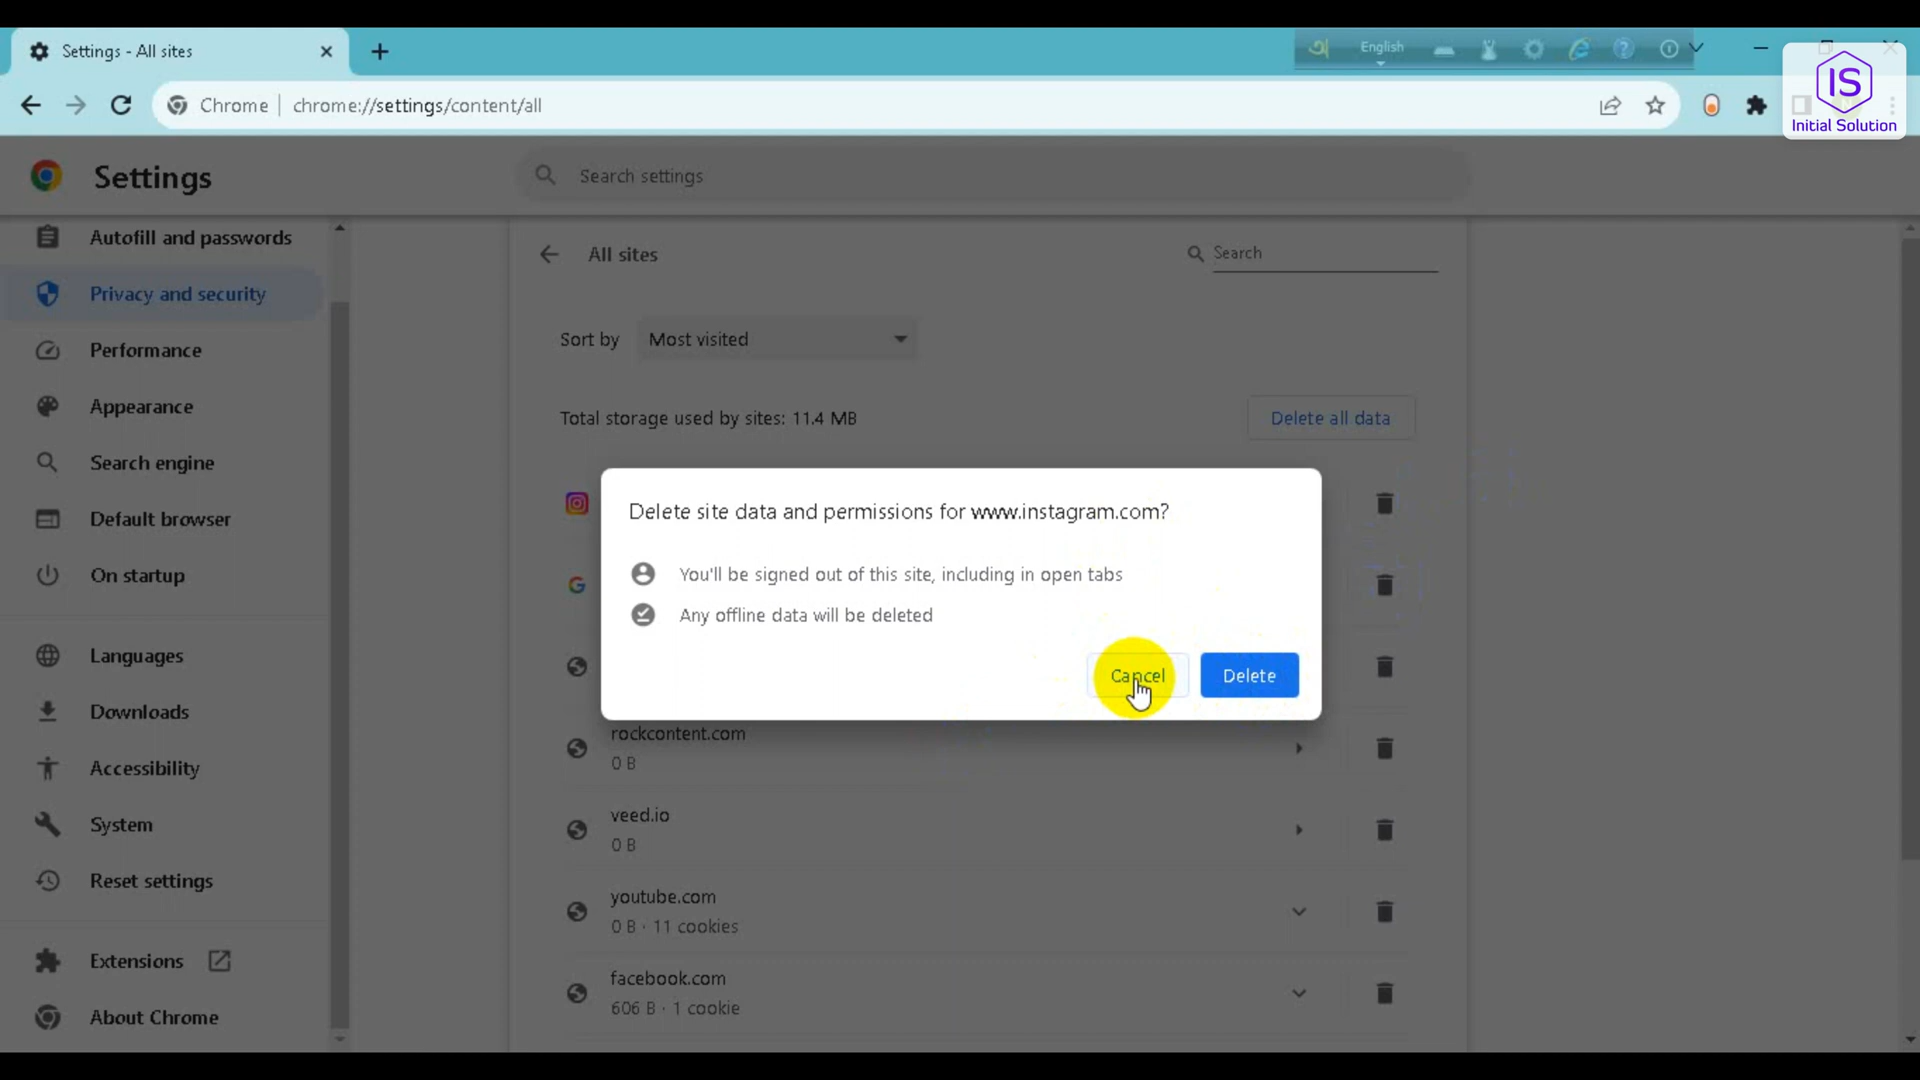 Settings - All sites
English
Chrome
chrome://settings/content/all
IS
Initial Solution
Settings
Search settings
Autofill and passwords
Privacy and security
Performance
Appearance
Search engine
Default browser
On startup
Languages
Downloads
Accessibility
System
Reset settings
Extensions
About Chrome
All sites
Search
Sort by
Most visited
Total storage used by sites: 11.4 MB
Delete all data
Delete site data and permissions for www.instagram.com?
You'll be signed out of this site, including in open tabs
Any offline data will be deleted
Cancel
Delete
rockcontent.com
0 B
veed.io
0 B
youtube.com
0 B · 11 cookies
facebook.com
606 B · 1 cookie